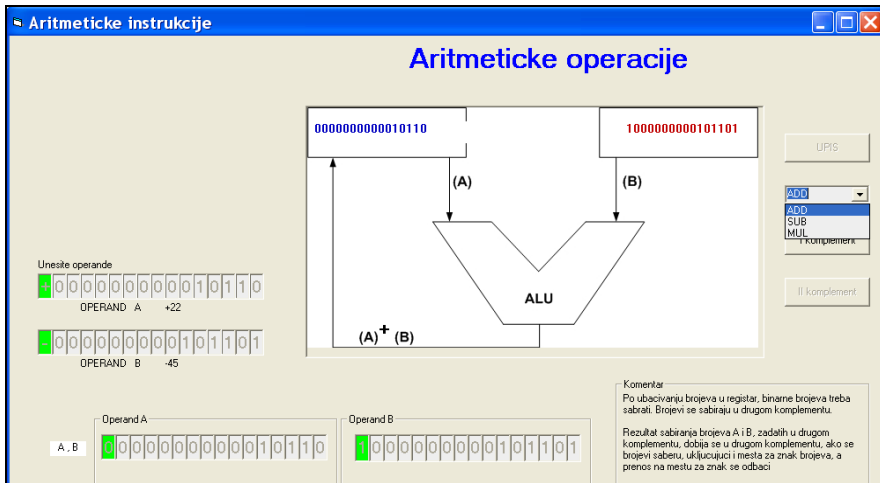 Aritmeticke instrukcije
Aritmeticke operacije
0000000000010110
1000000000101101
UPIS
(A)
(B)
ADD
ADD
SUB
MUL
I komplement
Unesite operande
+000000000010110
OPERAND A +22
ALU
II komplement
(A)+ (B)
-000000000101101
OPERAND B -45
Komentar
Po ubacivanju brojeva u registar, binarne brojeva treba
sabrati. Brojevi se sabiraju u drugom komplementu.
Rezultat sabiranja brojeva A i B, zadatih u drugom
komplementu, dobija se u drugom komplementu, ako se
brojevi saberu, ukljucujuci i mesta za znak brojeva, a
prenos na mestu za znak se odbaci
Operand A
Operand B
A , B
0000000000010110
1000000000101101